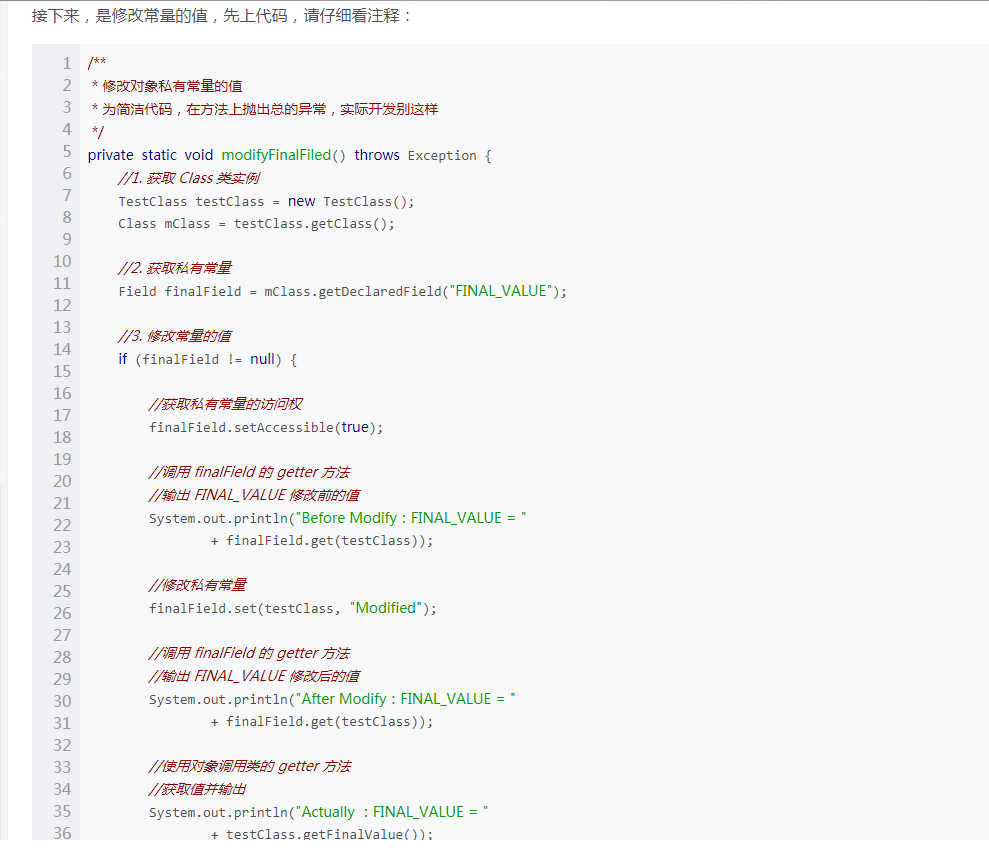 接下来，是修改常量的值，先上代码，请仔细看注释：
1 /**
2 * 修改对象私有常量的值
3 * 为简洁代码，在方法上抛出总的异常，实际开发别这样
4 */
5 private static void modifyFinalFiled() throws Exception {
6 //1. 获取 Class 类实例
7 TestClass testClass = new TestClass();
8 Class mClass = testClass.getClass();
9
10 //2. 获取私有常量
11 Field finalField = mClass.getDeclaredField("FINAL_VALUE");
12
13 //3. 修改常量的值
14 if (finalField != null) {
15
16 //获取私有常量的访问权
17 finalField.setAccessible(true);
18
19 //调用 finalField 的 getter 方法
20 //输出 FINAL_VALUE 修改前的值
21 System.out.println("Before Modify：FINAL_VALUE = "
22 + finalField.get(testClass));
23
24 //修改私有常量
25 finalField.set(testClass, "Modified");
26
27 //调用 finalField 的 getter 方法
28 //输出 FINAL_VALUE 修改后的值
29 System.out.println("After Modify：FINAL_VALUE = "
30 + finalField.get(testClass));
31
32 //使用对象调用类的 getter 方法
33 //获取值并输出
34 System.out.println("Actually ：FINAL_VALUE = "
35 + testClass.getFinalValue());
36